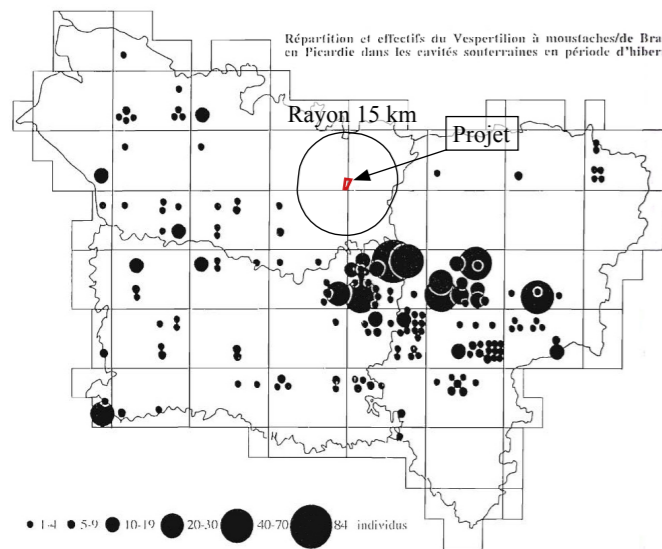 Répartition et effectifs du Vespertilion à moustaches/de Bra
en Picardie dans les cavités souterraines en période d'hiber
Rayon 15 km
Projet
1-4 5-9 10-19 20-30 40-70 84 individus